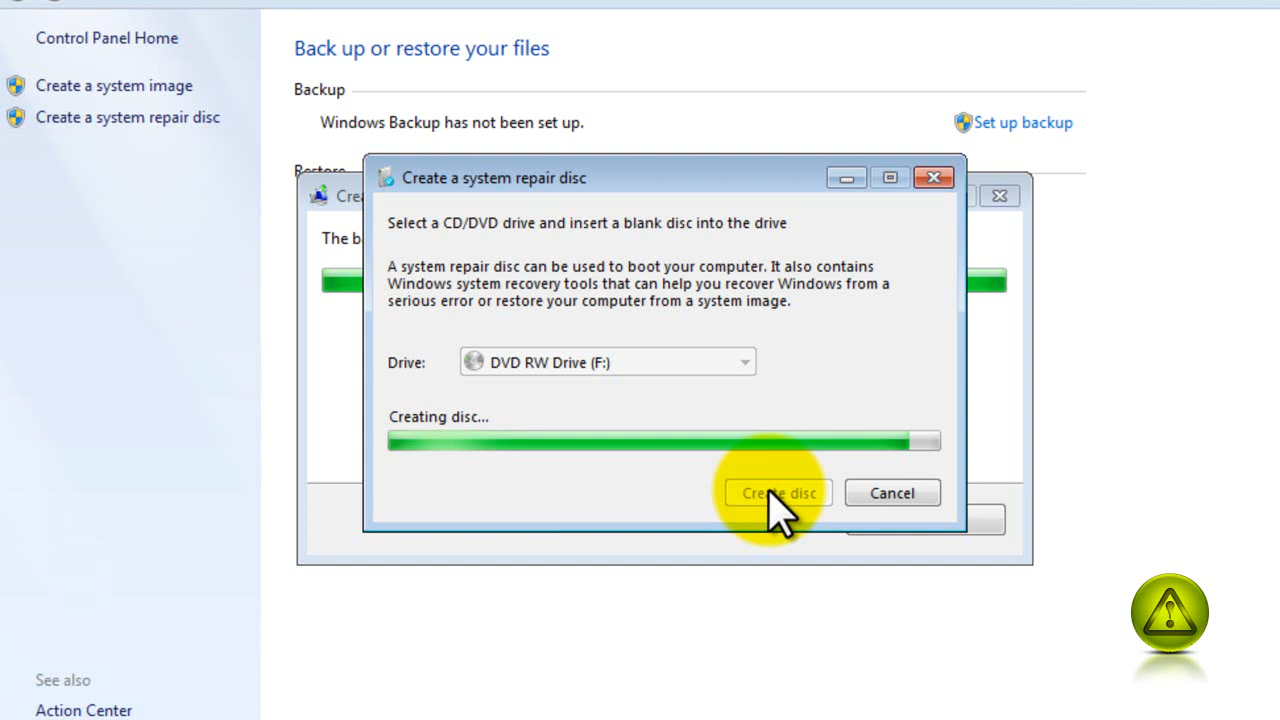 Control Panel Home
Create a system image
Create a system repair disc
Back up or restore your files
Backup
Windows Backup has not been set up.
Set up backup
Restore
Create a system repair disc
The b
Select a CD/DVD drive and insert a blank disc into the drive
A system repair disc can be used to boot your computer. It also contains
Windows system recovery tools that can help you recover Windows from a
serious error or restore your computer from a system image.
Drive:
DVD RW Drive (F:)
Creating disc...
Create disc
Cancel
See also
Action Center